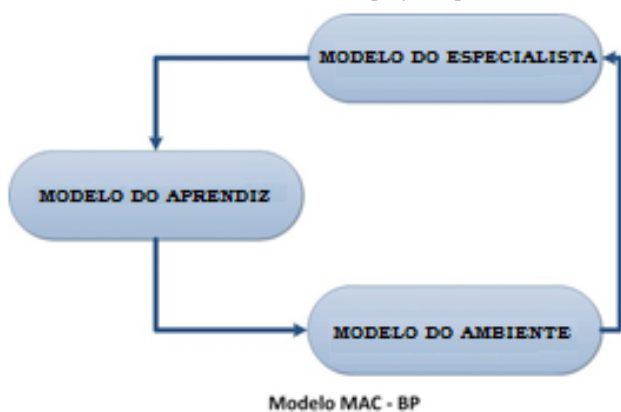 MODELO DO ESPECIALISTA
MODELO DO APRENDIZ
MODELO DO AMBIENTE
Modelo MAC - BP